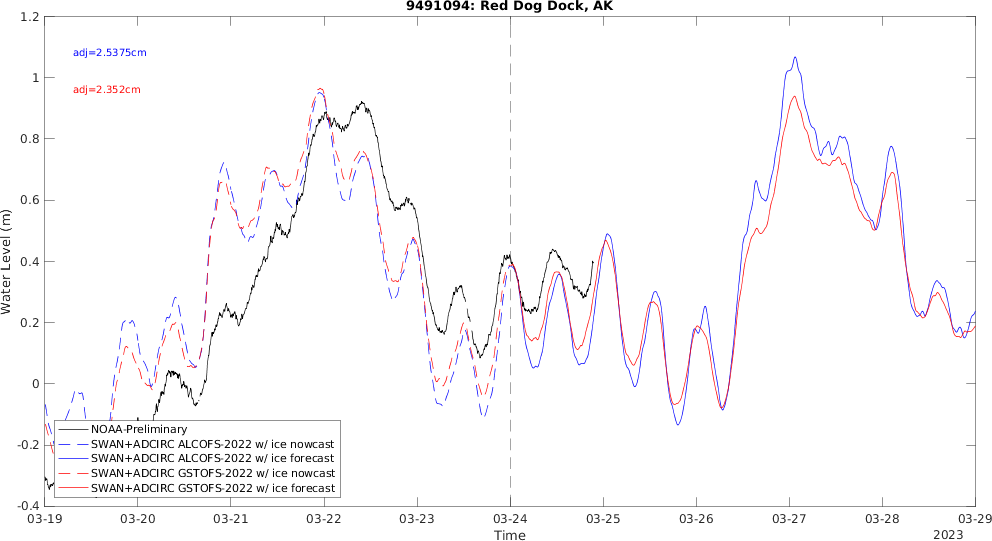 9491094: Red Dog Dock, AK
adj=2.5375cm
adj=2.352cm
Water Level (m)
1.2
1
0.8
0.6
0.4
0.2
0
-0.2
-0.4
NOAA-Preliminary
SWAN+ADCIRC ALCOFS-2022 w/ ice nowcast
SWAN+ADCIRC ALCOFS-2022 w/ ice forecast
SWAN+ADCIRC GSTOFS-2022 w/ ice nowcast
SWAN+ADCIRC GSTOFS-2022 w/ ice forecast
03-19 03-20 03-21 03-22 03-23 03-24 03-25 03-26 03-27 03-28 03-29
Time
2023